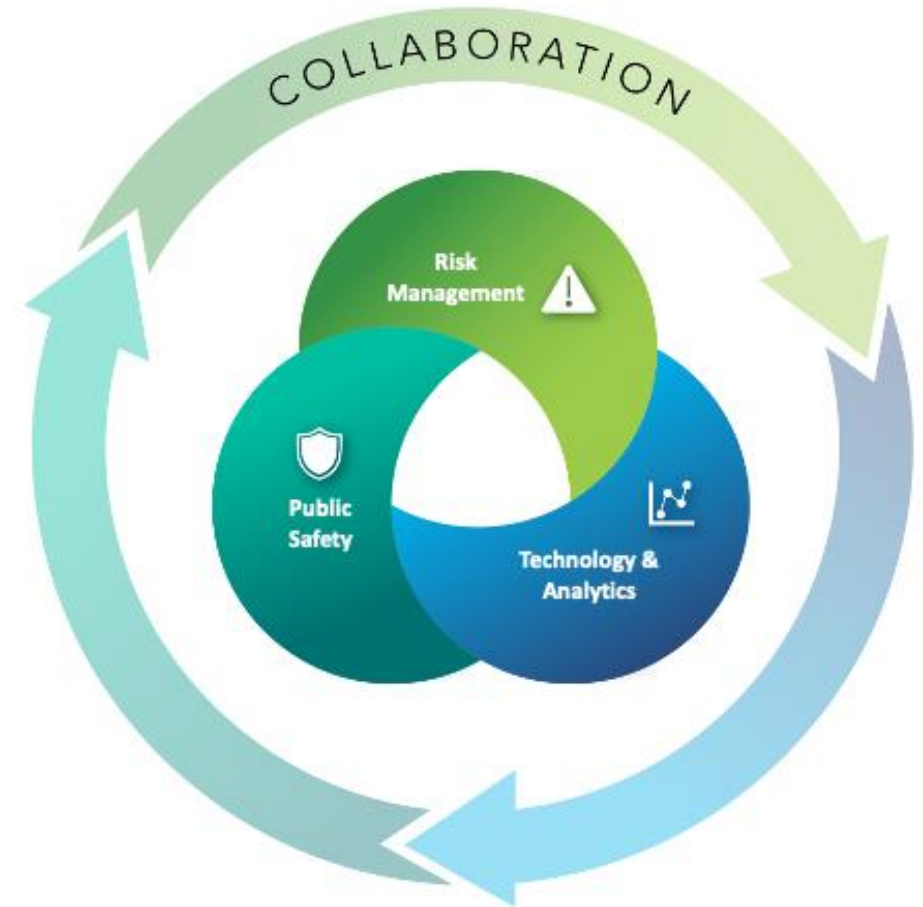 COLLABORATION
Risk
Management
Public
Safety
Technology &
Analytics